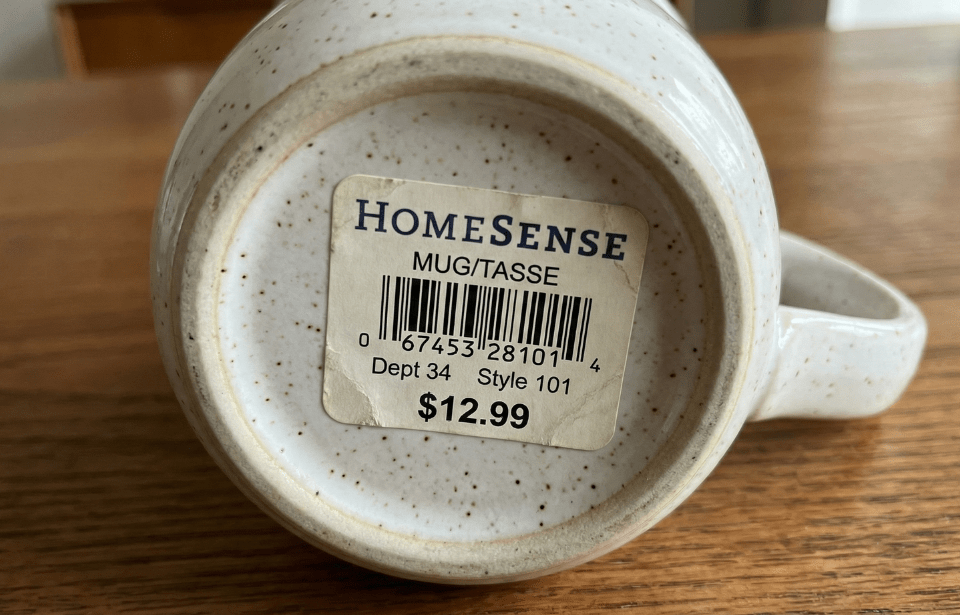 HOMESENSE
MUG/TASSE
0 67453 28101 4
Dept 34 Style 101
$12.99